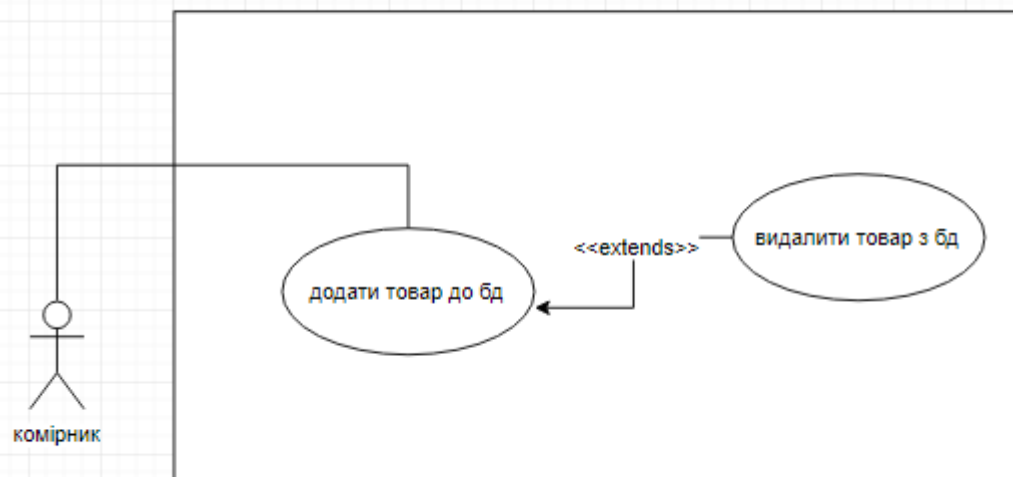 видалити товар з бд
<<extends>>
додати товар до бд
комірник